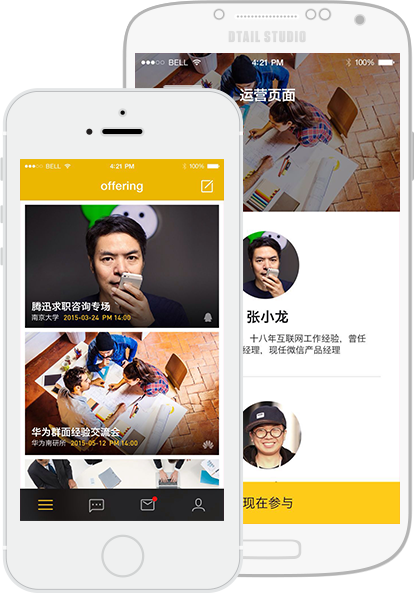 DTAIL STUDIO
BELL 4:21 PM 100%
运营页面
张小龙
十八年互联网工作经验，曾任
经理，现任微信产品经理
现在参与
BELL 4:21 PM 100%
offering
腾迅求职咨询专场
南京大学 2015-03-24 PM 14:00
华为群面经验交流会
华为南研所 2015-05-12 PM 14:00